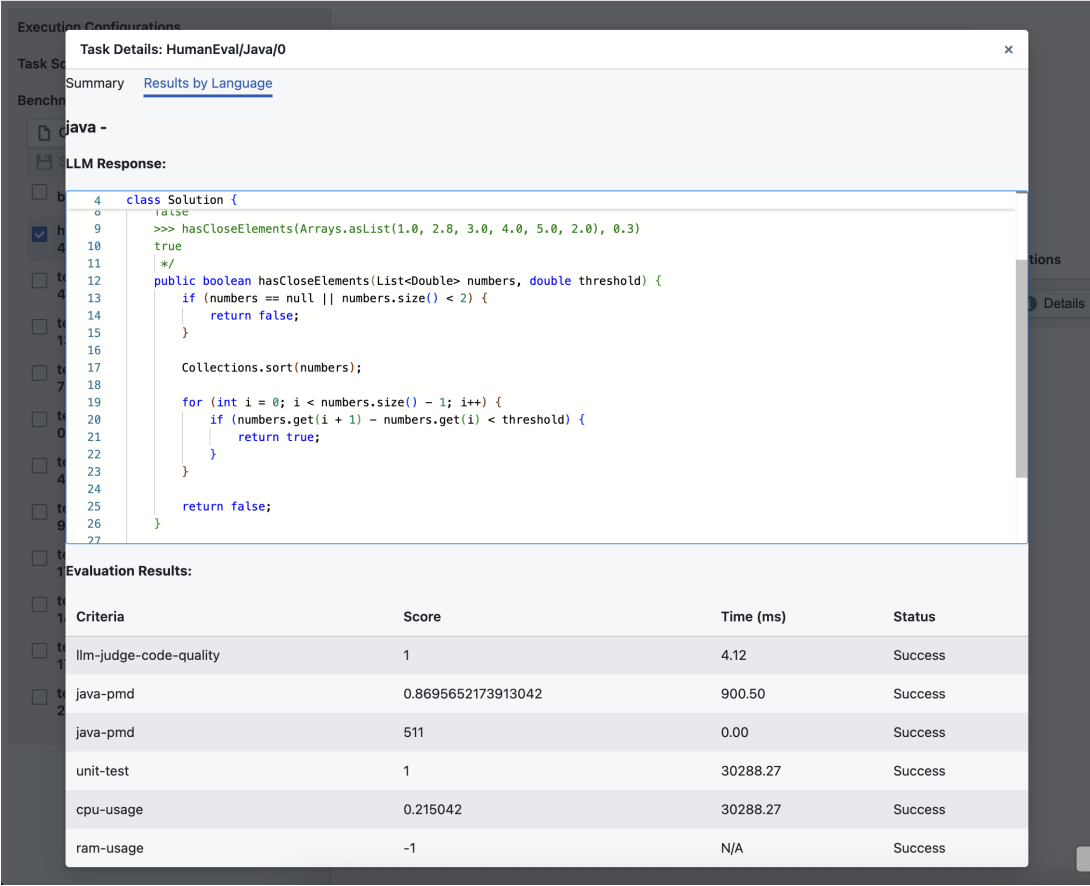 Execution Configurations
Task Details: HumanEval/Java/0
×
Task Sc
Summary Results by Language
Benchm
java -
LLM Response:
4 class Solution {
8 false
9 >>> hasCloseElements(Arrays.asList(1.0, 2.8, 3.0, 4.0, 5.0, 2.0), 0.3)
10 true
11 */
12 public boolean hasCloseElements(List<Double> numbers, double threshold) {
13 if (numbers == null || numbers.size() < 2) {
14 return false;
15 }
16
17 Collections.sort(numbers);
18
19 for (int i = 0; i < numbers.size() - 1; i++) {
20 if (numbers.get(i + 1) - numbers.get(i) < threshold) {
21 return true;
22 }
23 }
24
25 return false;
26 }
27
tions
Details
Evaluation Results:
Criteria Score Time (ms) Status
llm-judge-code-quality 1 4.12 Success
java-pmd 0.8695652173913042 900.50 Success
java-pmd 511 0.00 Success
unit-test 1 30288.27 Success
cpu-usage 0.215042 30288.27 Success
ram-usage -1 N/A Success